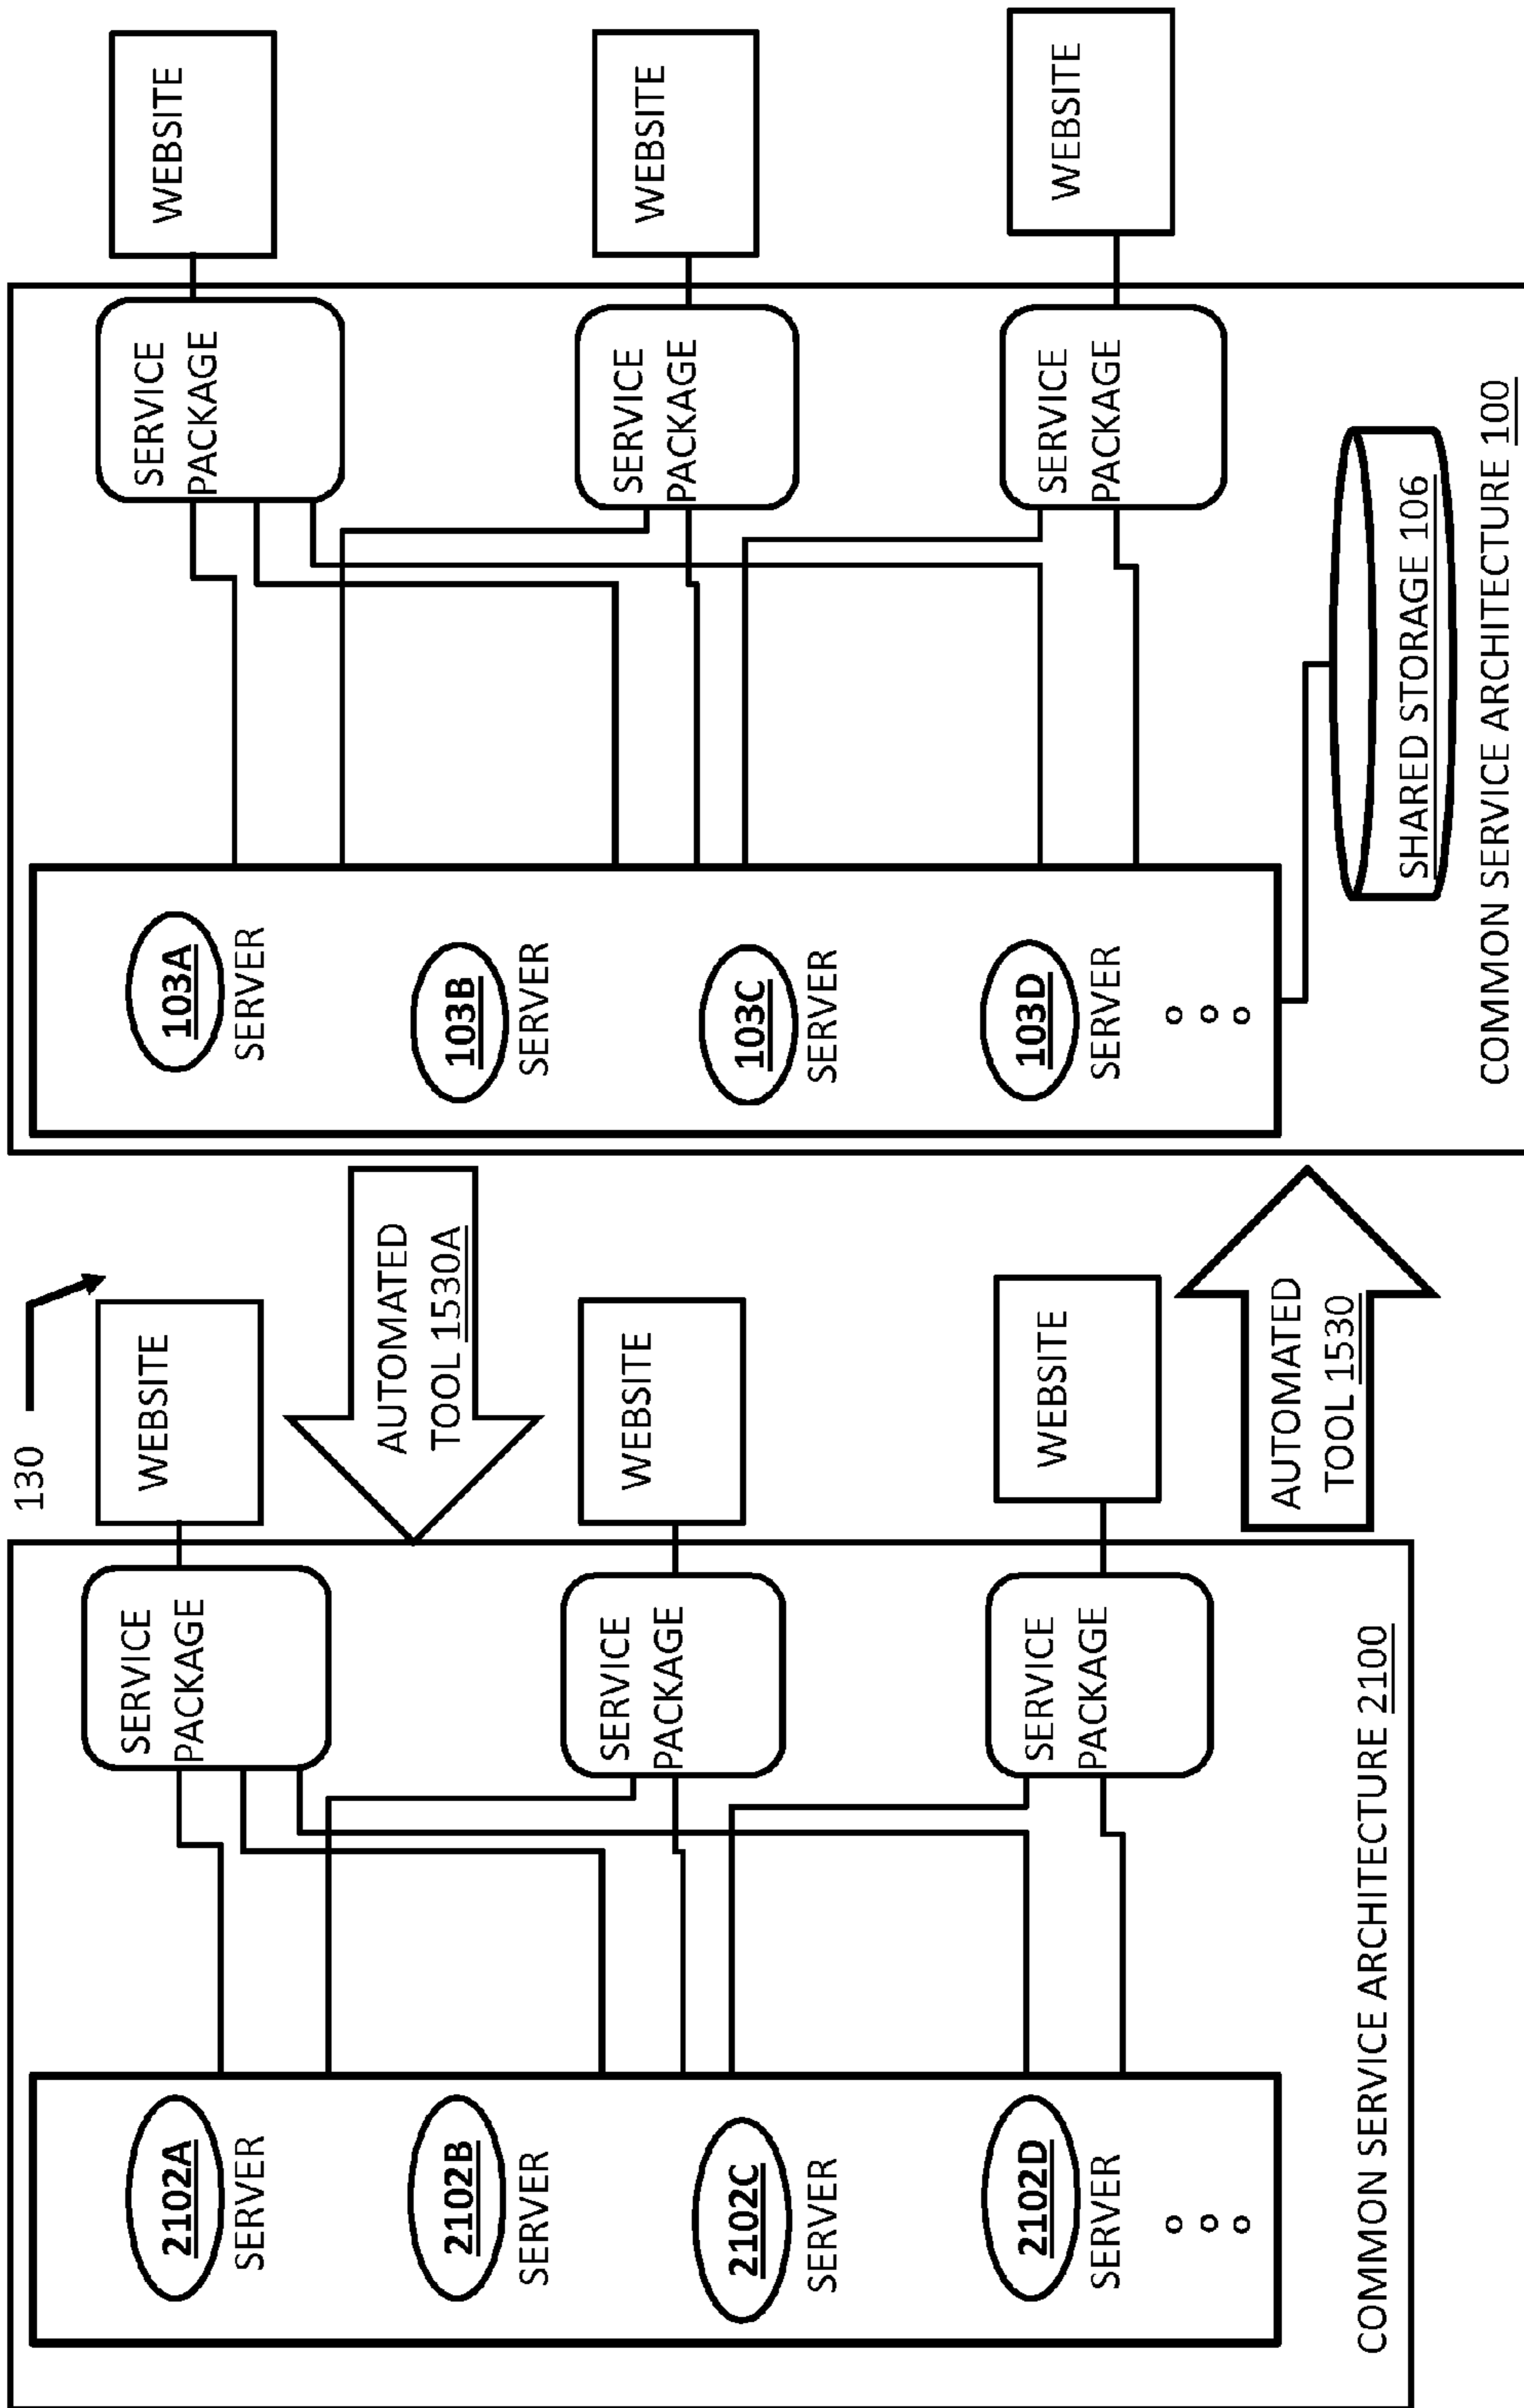 130
2102A
SERVER
2102B
SERVER
2102C
SERVER
2102D
SERVER
SERVICE
PACKAGE
SERVICE
PACKAGE
SERVICE
PACKAGE
WEBSITE
WEBSITE
WEBSITE
COMMON SERVICE ARCHITECTURE 2100
AUTOMATED
TOOL 1530A
AUTOMATED
TOOL 1530
103A
SERVER
103B
SERVER
103C
SERVER
103D
SERVER
SERVICE
PACKAGE
SERVICE
PACKAGE
SERVICE
PACKAGE
WEBSITE
WEBSITE
WEBSITE
SHARED STORAGE 106
COMMON SERVICE ARCHITECTURE 100